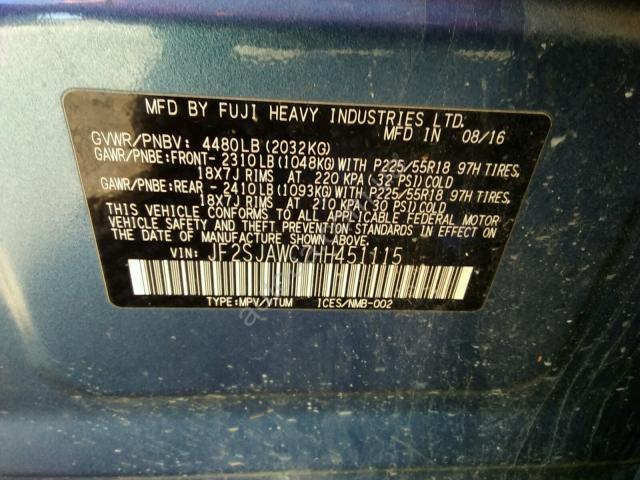 MFD BY FUJI HEAVY INDUSTRIES LTD.
MFD IN 08/16
GVWR/PNBV: 4480LB(2032KG)
GAWR/PNBE:FRONT- 2310LB(1048KG)WITH P225/55R18 97H TIRES,
18X7J RIMS AT 220 KPA (32 PSI)COLD
GAWR/PNBE:REAR - 2410LB(1093KG)WITH P225/55R18 97H TIRES,
18X7J RIMS AT 210 KPA(30 PSI)COLD
THIS VEHICLE CONFORMS TO ALL APPLICABLE FEDERAL MOTOR
VEHICLE SAFETY AND THEFT PREVENTION STANDARDS IN EFFECT
ON THE DATE OF MANUFACTURE SHOWN ABOVE.
VIN: JF2SJAWC7HH451115
TYPE:MPV/VTUM ICES/NMB-002